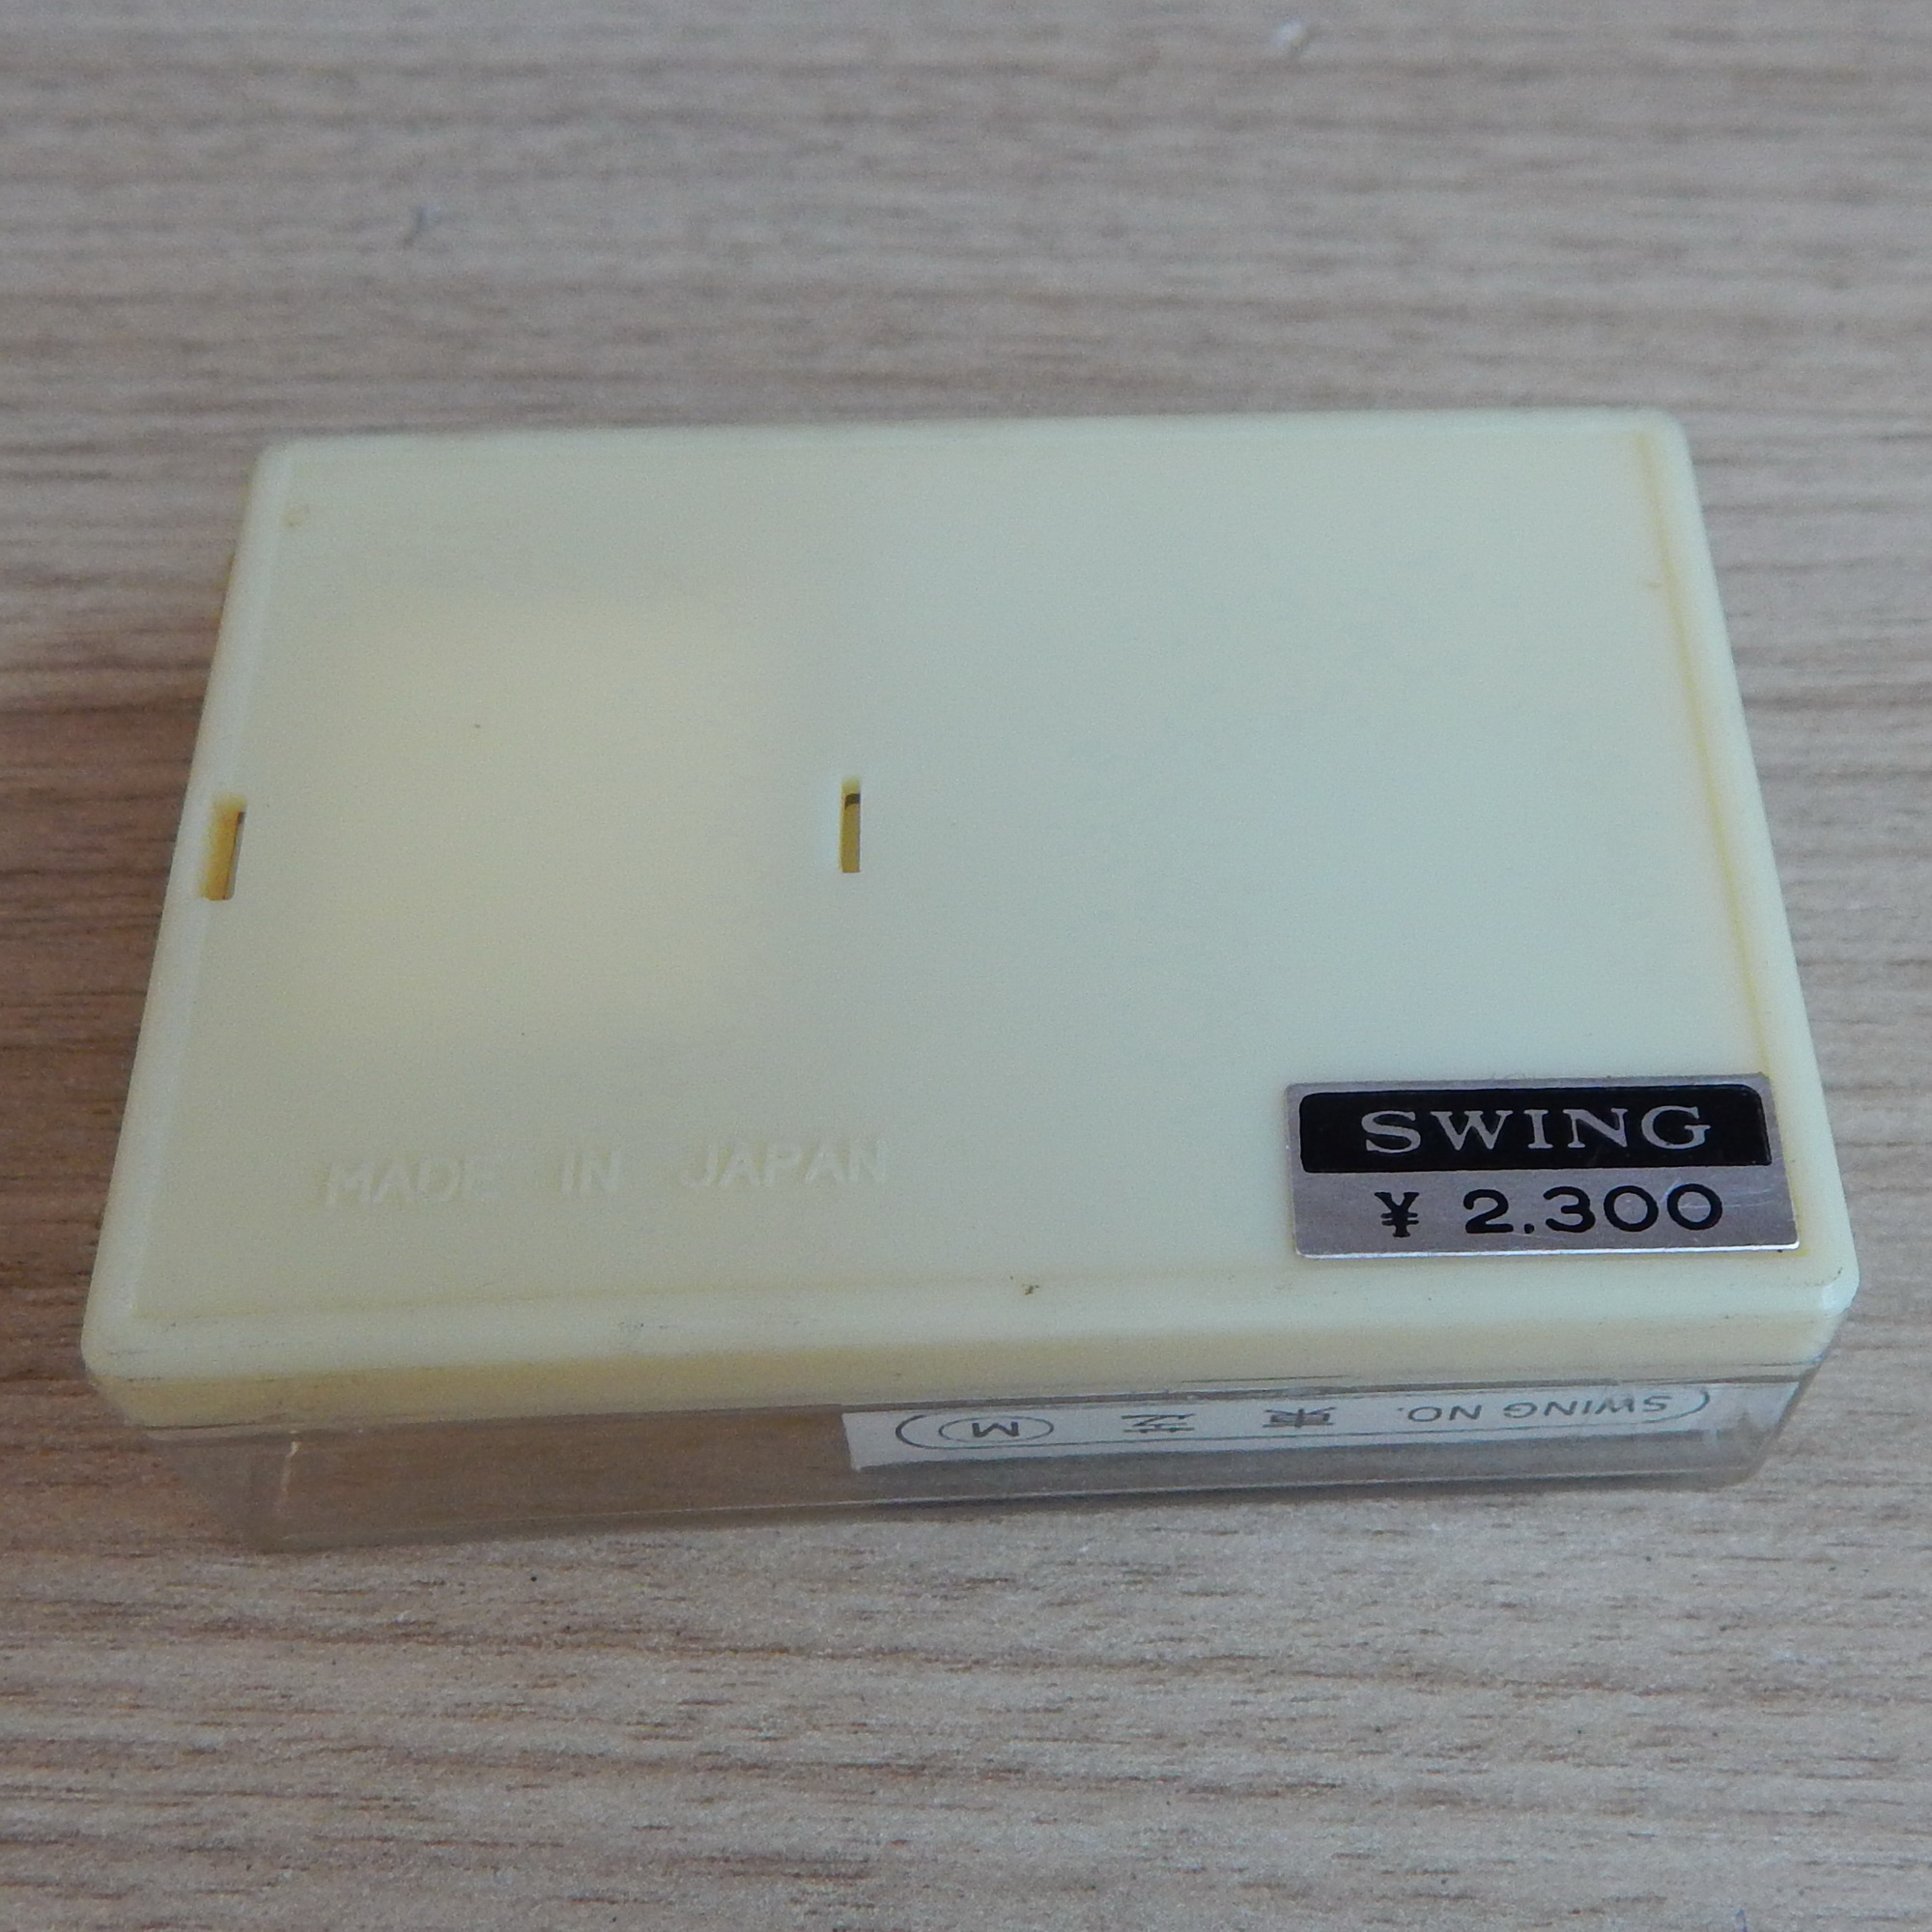 MADE IN JAPAN
SWING
¥ 2.300
SWING NO. 東芝 M